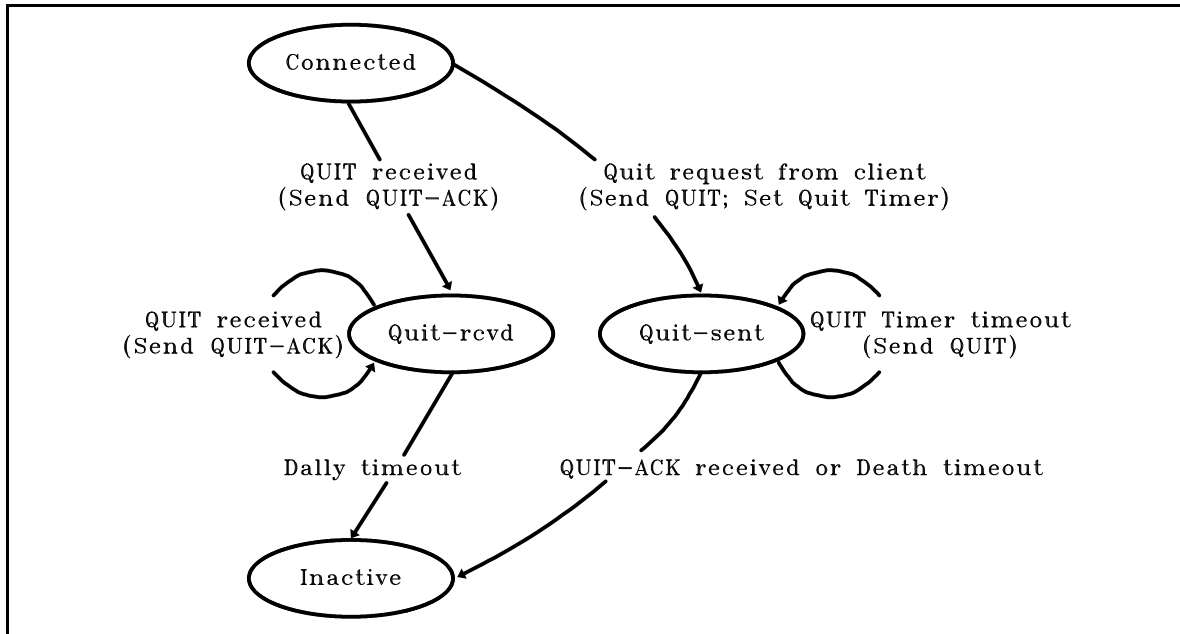 Connected
QUIT received
(Send QUIT-ACK)
Quit request from client
(Send QUIT; Set Quit Timer)
QUIT received
(Send QUIT-ACK)
Quit-rcvd
Quit-sent
QUIT Timer timeout
(Send QUIT)
Dally timeout
QUIT-ACK received or Death timeout
Inactive